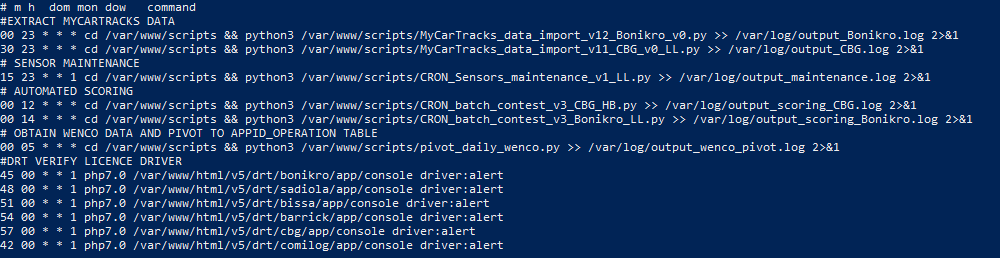 # m h  dom mon dow   command
#EXTRACT MYCARTRACKS DATA
00 23 * * * cd /var/www/scripts && python3 /var/www/scripts/MyCarTracks_data_import_v12_Bonikro_v0.py >> /var/log/output_Bonikro.log 2>&1
30 23 * * * cd /var/www/scripts && python3 /var/www/scripts/MyCarTracks_data_import_v11_CBG_v0_LL.py >> /var/log/output_CBG.log 2>&1
# SENSOR MAINTENANCE
15 23 * * 1 cd /var/www/scripts && python3 /var/www/scripts/CRON_Sensors_maintenance_v1_LL.py >> /var/log/output_maintenance.log 2>&1
# AUTOMATED SCORING
00 12 * * * cd /var/www/scripts && python3 /var/www/scripts/CRON_batch_contest_v3_CBG_HB.py >> /var/log/output_scoring_CBG.log 2>&1
00 14 * * * cd /var/www/scripts && python3 /var/www/scripts/CRON_batch_contest_v3_Bonikro_LL.py >> /var/log/output_scoring_Bonikro.log 2>&1
# OBTAIN WENCO DATA AND PIVOT TO APPID_OPERATION TABLE
00 05 * * * cd /var/www/scripts && python3 /var/www/scripts/pivot_daily_wenco.py >> /var/log/output_wenco_pivot.log 2>&1
#DRT VERIFY LICENCE DRIVER
45 00 * * 1 php7.0 /var/www/html/v5/drt/bonikro/app/console driver:alert
48 00 * * 1 php7.0 /var/www/html/v5/drt/sadiola/app/console driver:alert
51 00 * * 1 php7.0 /var/www/html/v5/drt/bissa/app/console driver:alert
54 00 * * 1 php7.0 /var/www/html/v5/drt/barrick/app/console driver:alert
57 00 * * 1 php7.0 /var/www/html/v5/drt/cbg/app/console driver:alert
42 00 * * 1 php7.0 /var/www/html/v5/drt/comilog/app/console driver:alert